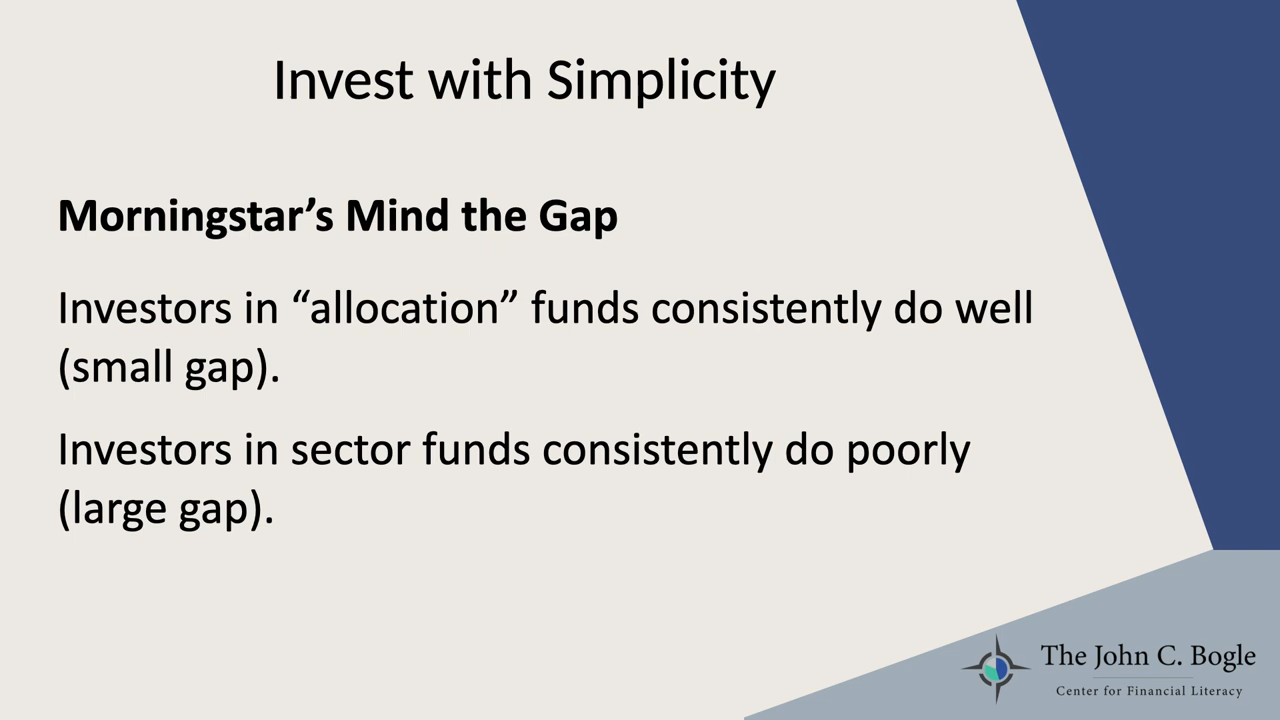 Invest with Simplicity
Morningstar’s Mind the Gap
Investors in “allocation” funds consistently do well
(small gap).
Investors in sector funds consistently do poorly
(large gap).
The John C. Bogle
Center for Financial Literacy